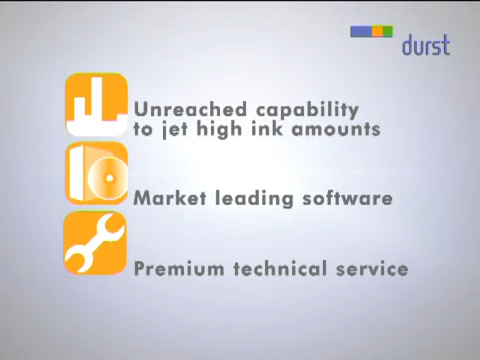 durst
Unreached capability
to jet high ink amounts
Market leading software
Premium technical service